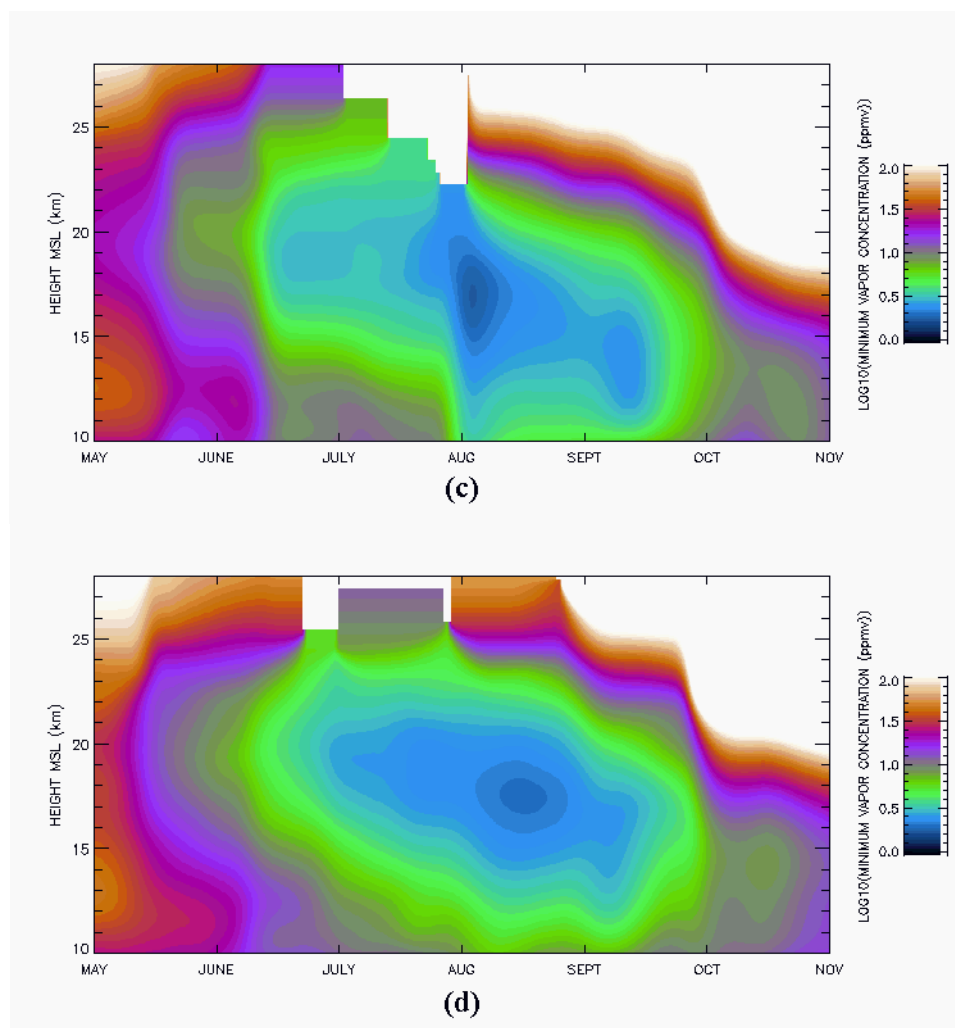 25
20
15
10
HEIGHT MSL (km)
MAY JUNE JULY AUG SEPT OCT NOV
2.0
1.5
1.0
0.5
0.0
LOG10(MINIMUM VAPOR CONCENTRATION (ppmv))
(c)
25
20
15
10
HEIGHT MSL (km)
MAY JUNE JULY AUG SEPT OCT NOV
2.0
1.5
1.0
0.5
0.0
LOG10(MINIMUM VAPOR CONCENTRATION (ppmv))
(d)